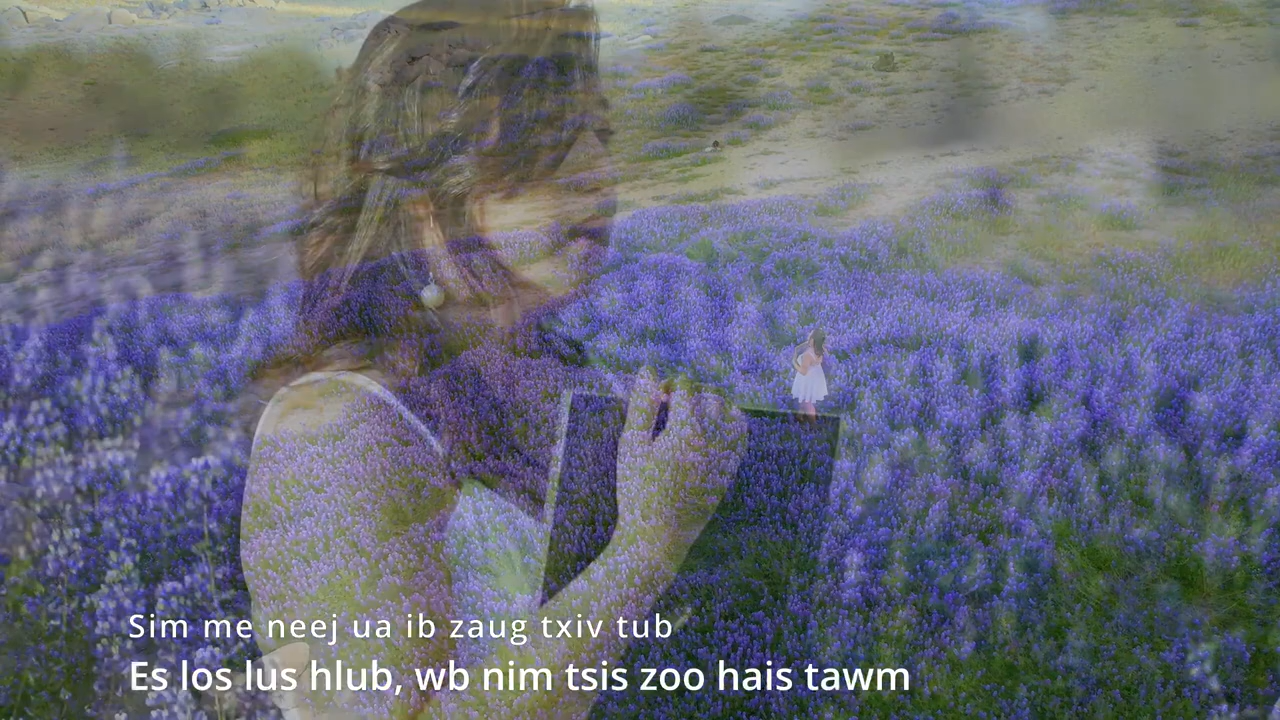 Sim me neej ua ib zaug txiv tub
Es los lus hlub, wb nim tsis zoo hais tawm